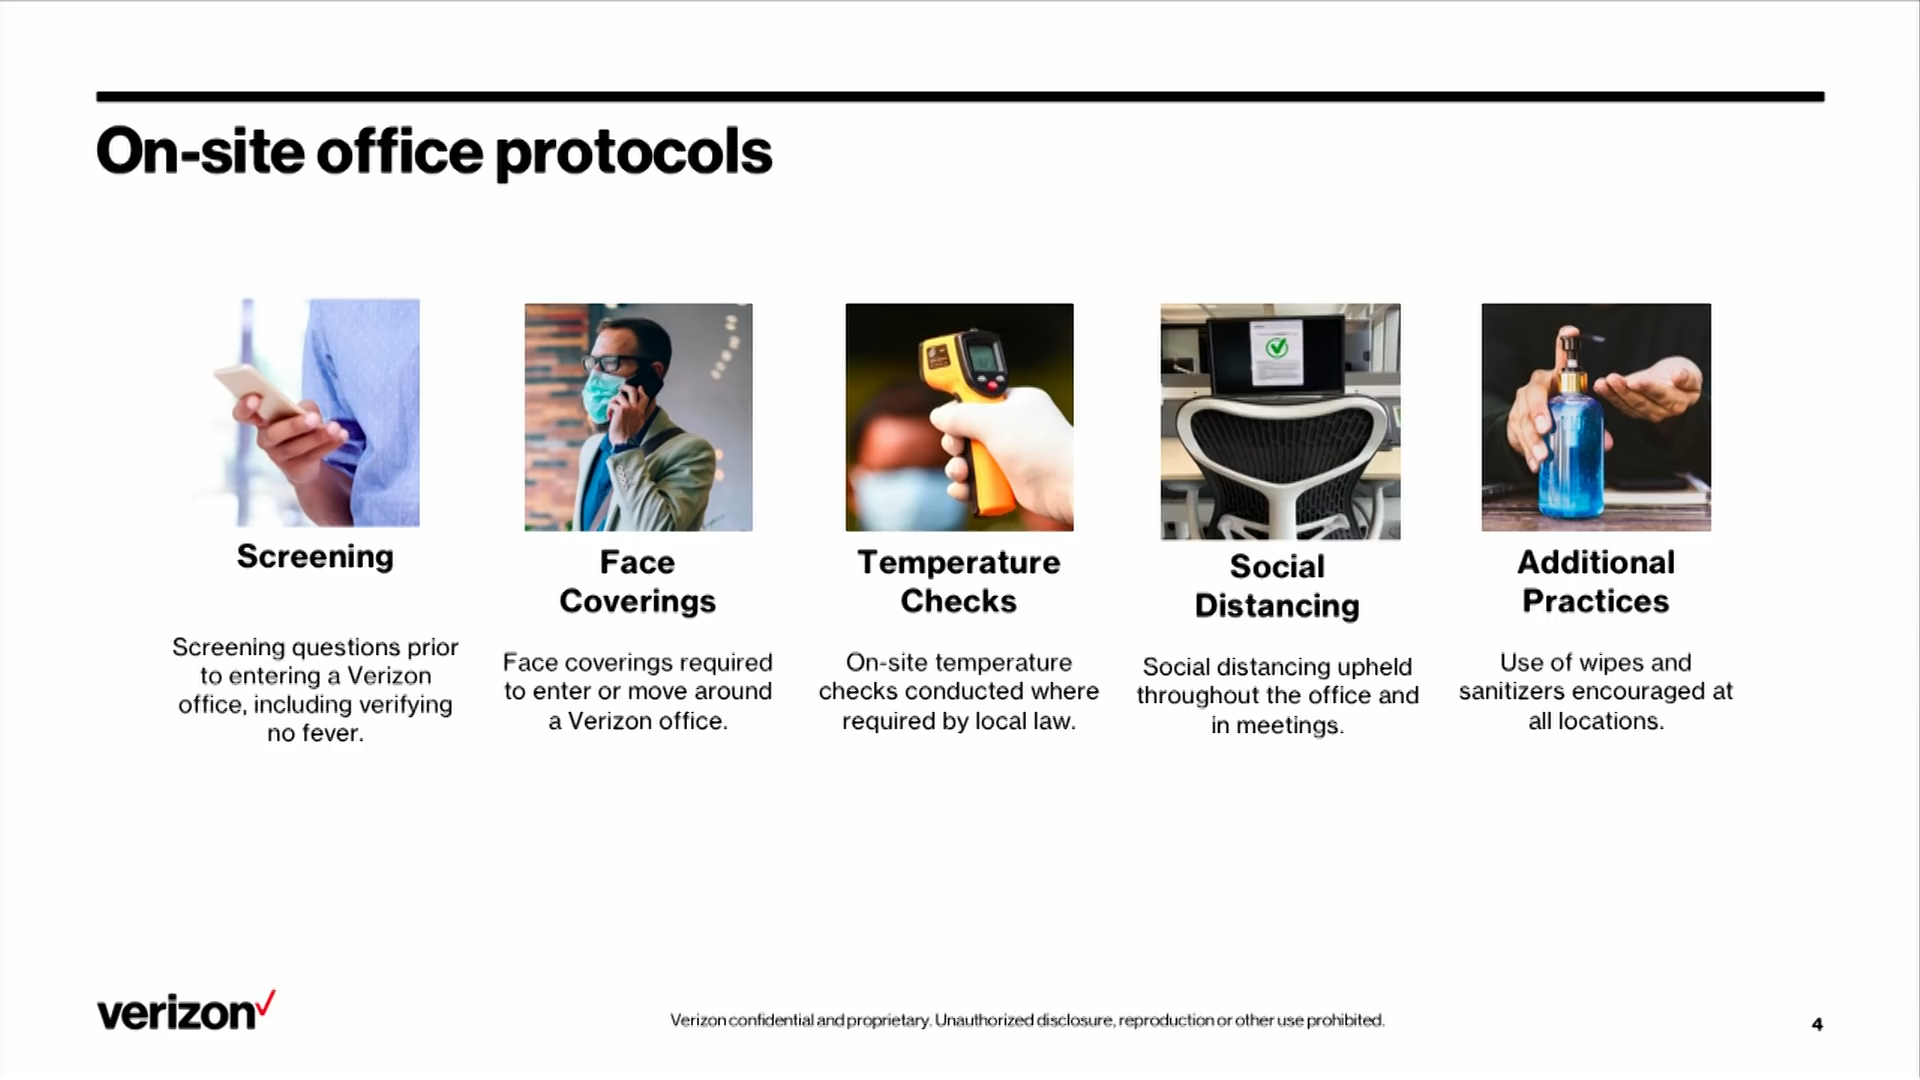 On-site office protocols
Screening
Screening questions prior
to entering a Verizon
office, including verifying
no fever.
Face
Coverings
Face coverings required
to enter or move around
a Verizon office.
Temperature
Checks
On-site temperature
checks conducted where
required by local law.
Social
Distancing
Social distancing upheld
throughout the office and
in meetings.
Additional
Practices
Use of wipes and
sanitizers encouraged at
all locations.
verizon
Verizon confidential and proprietary. Unauthorized disclosure, reproduction or other use prohibited.
4